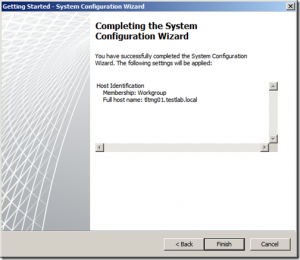 Getting Started - System Configuration Wizard
Completing the System
Configuration Wizard
You have successfully completed the System Configuration
Wizard. The following settings will be applied:
Host Identification
Membership: Workgroup
Full host name: tltmg01.testlab.local
< Back
Finish
Cancel